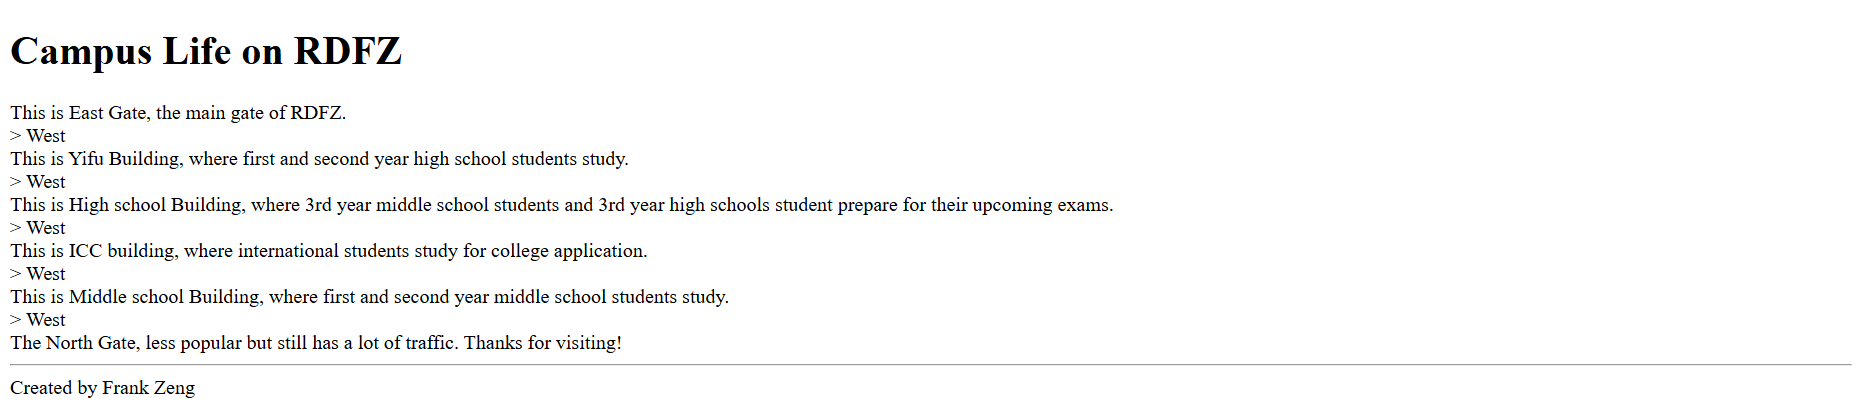 Campus Life on RDFZ
This is East Gate, the main gate of RDFZ.
> West
This is Yifu Building, where first and second year high school students study.
> West
This is High school Building, where 3rd year middle school students and 3rd year high schools student prepare for their upcoming exams.
> West
This is ICC building, where international students study for college application.
> West
This is Middle school Building, where first and second year middle school students study.
> West
The North Gate, less popular but still has a lot of traffic. Thanks for visiting!
Created by Frank Zeng